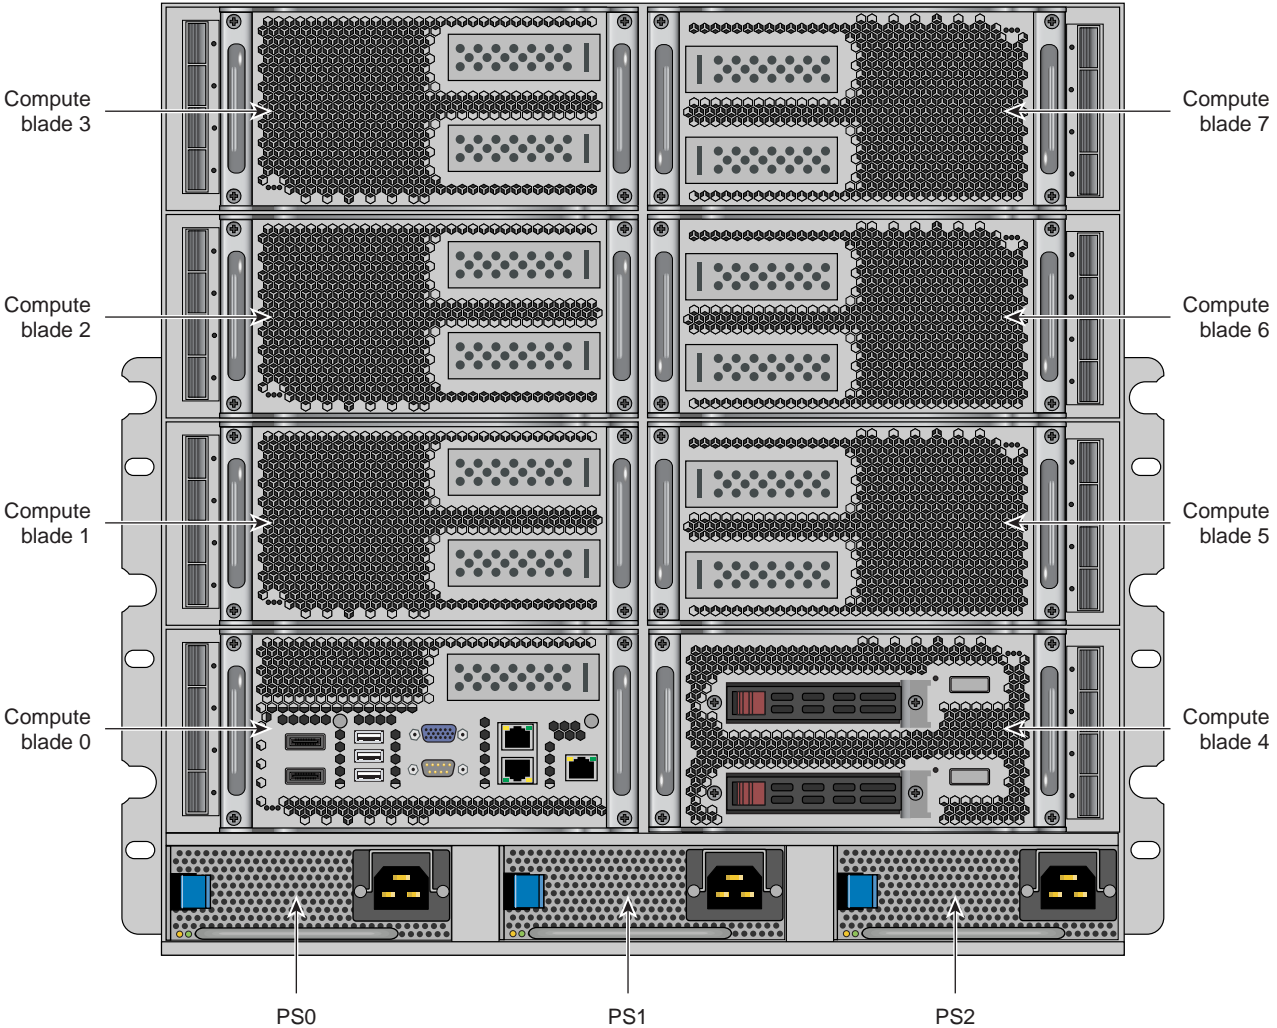 Compute
blade 3
Compute
blade 7
Compute
blade 2
Compute
blade 6
Compute
blade 1
Compute
blade 5
Compute
blade 0
Compute
blade 4
PS0
PS1
PS2